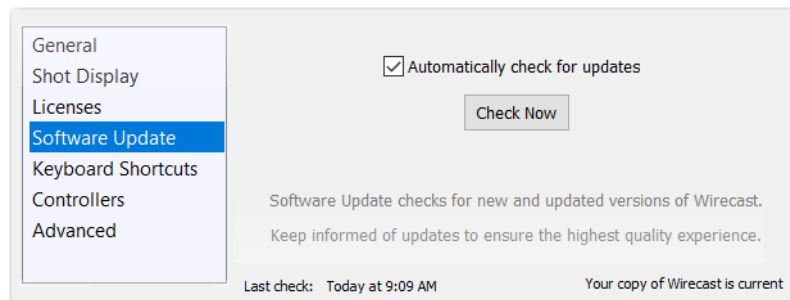 General
Shot Display
Licenses
Software Update
Keyboard Shortcuts
Controllers
Advanced
Automatically check for updates
Check Now
Software Update checks for new and updated versions of Wirecast.
Keep informed of updates to ensure the highest quality experience.
Last check: Today at 9:09 AM
Your copy of Wirecast is current